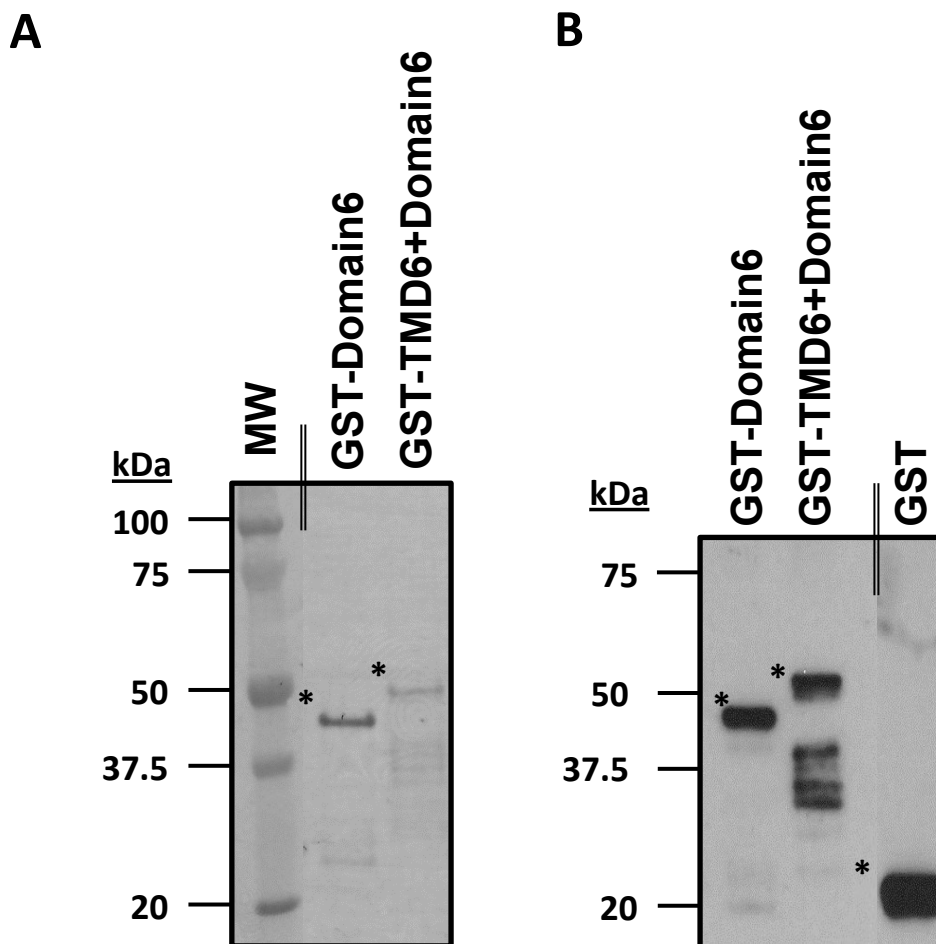 A
MW
GST-Domain6
GST-TMD6+Domain6
kDa
100
75
50
*
*
37.5
20
B
GST-Domain6
GST-TMD6+Domain6
GST
kDa
75
50
*
*
37.5
*
20